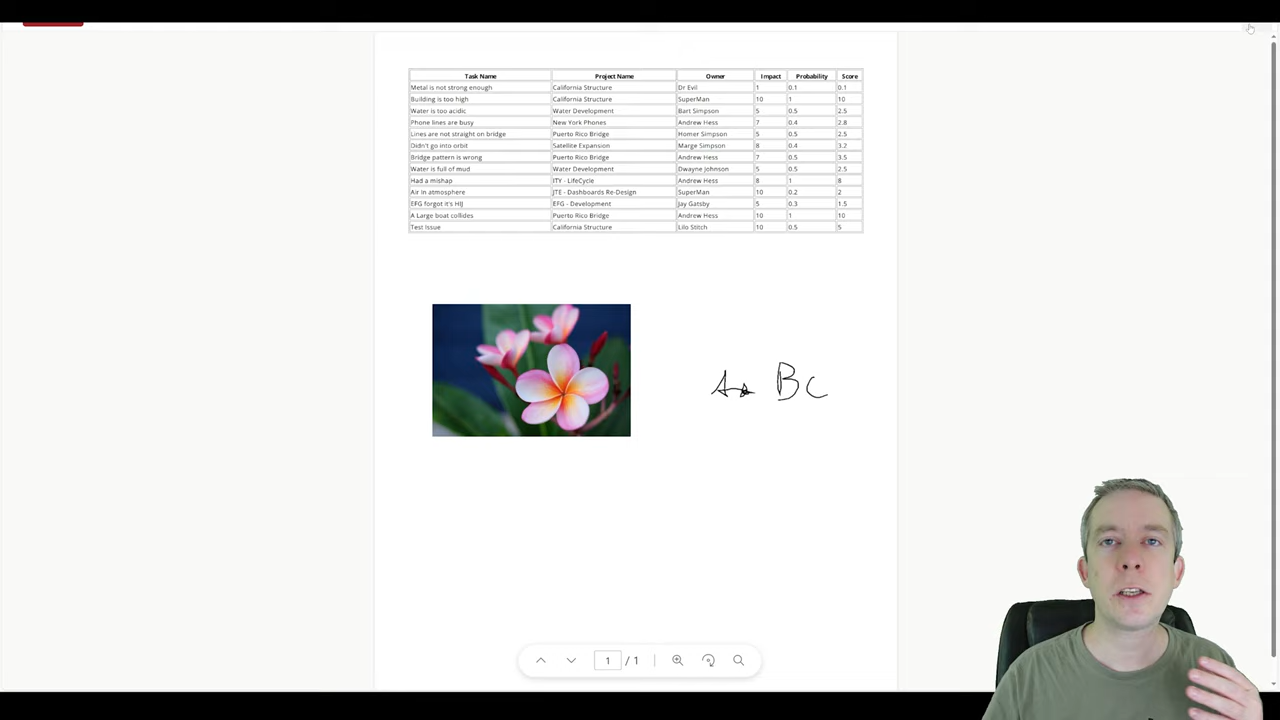 Task Name Project Name Owner Impact Probability Score
Metal is not strong enough California Structure Dr Evil 1 0.1 0.1
Building is too high California Structure SuperMan 10 1 10
Water is too acidic Water Development Bart Simpson 5 0.5 2.5
Phone lines are busy New York Phones Andrew Hess 7 0.4 2.8
Lines are not straight on bridge Puerto Rico Bridge Homer Simpson 5 0.5 2.5
Didn't go into orbit Satellite Expansion Marge Simpson 8 0.4 3.2
Bridge pattern is wrong Puerto Rico Bridge Andrew Hess 7 0.5 3.5
Water is full of mud Water Development Dwayne Johnson 5 0.5 2.5
Had a mishap ITY - LifeCycle Andrew Hess 8 1 8
Air In atmosphere JTE - Dashboards Re-Design SuperMan 10 0.2 2
EFG forgot it's HIJ EFG - Development Jay Gatsby 5 0.3 1.5
A Large boat collides Puerto Rico Bridge Andrew Hess 10 1 10
Test Issue California Structure Lilo Stitch 10 0.5 5
BC
1 / 1